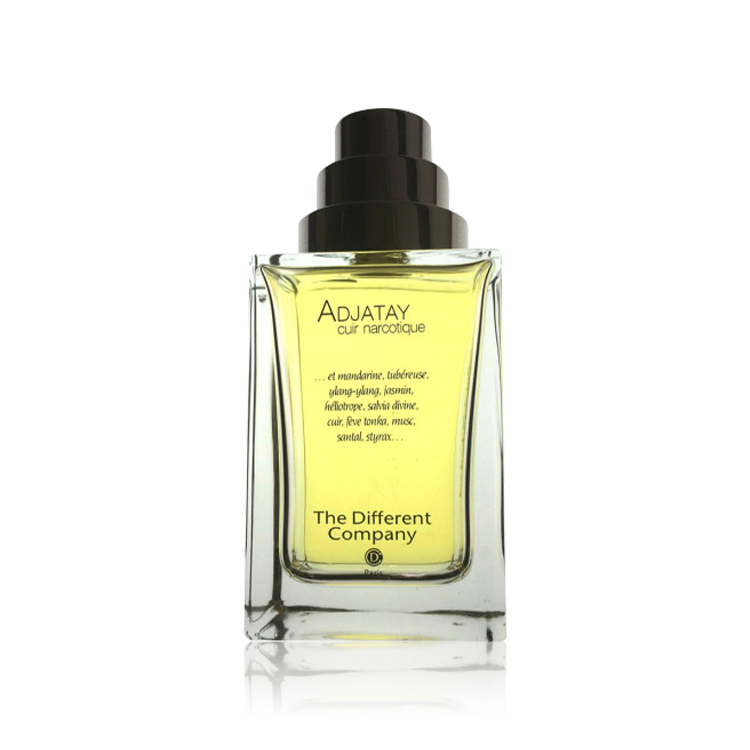 ADJATAY
cuir narcotique
...et mandarine, tubéreuse,
ylang-ylang, jasmin,
héliotrope, salvia divine,
cuir, fève tonka, musc,
santal, styrax...
The Different
Company
Paris